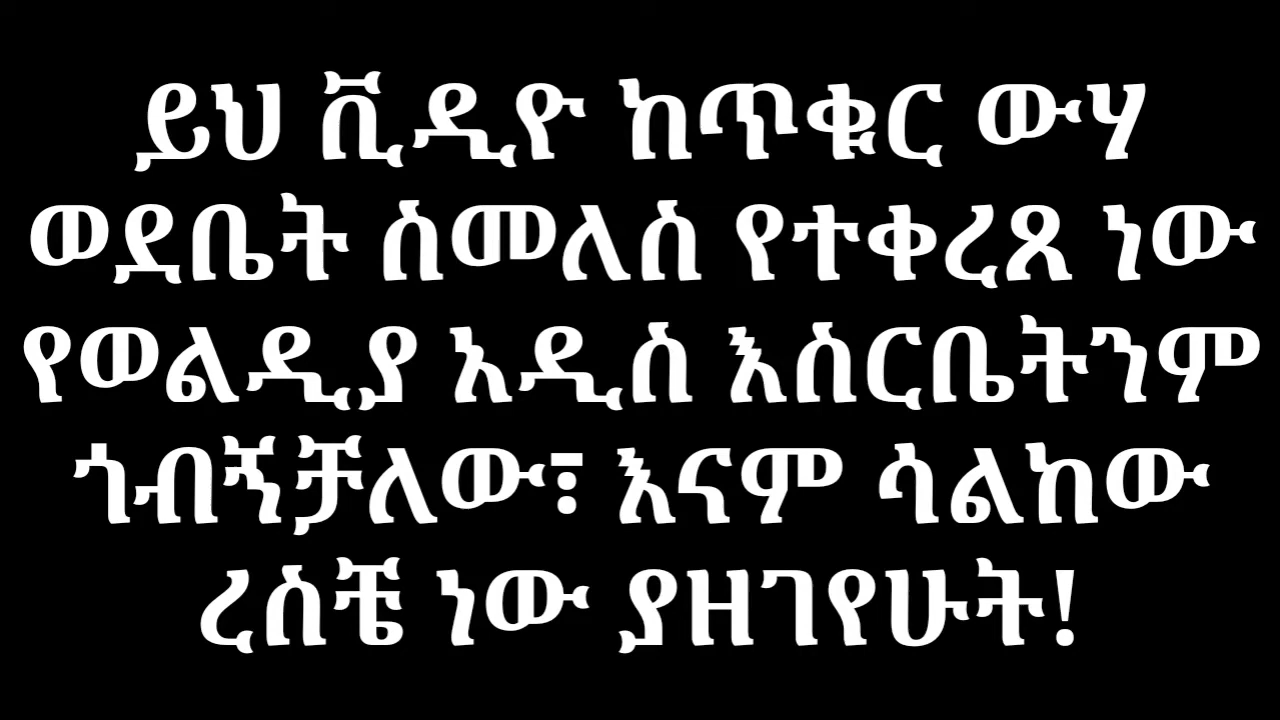 ይህ ቪዲዮ ከጥቁር ውሃ
ወደቤት ስመለስ የተቀረጸ ነው
የወልዲያ አዲስ እስርቤትንም
ጎብኝቻለው፣ እናም ሳልከው
ረስቼ ነው ያዘገየሁት!